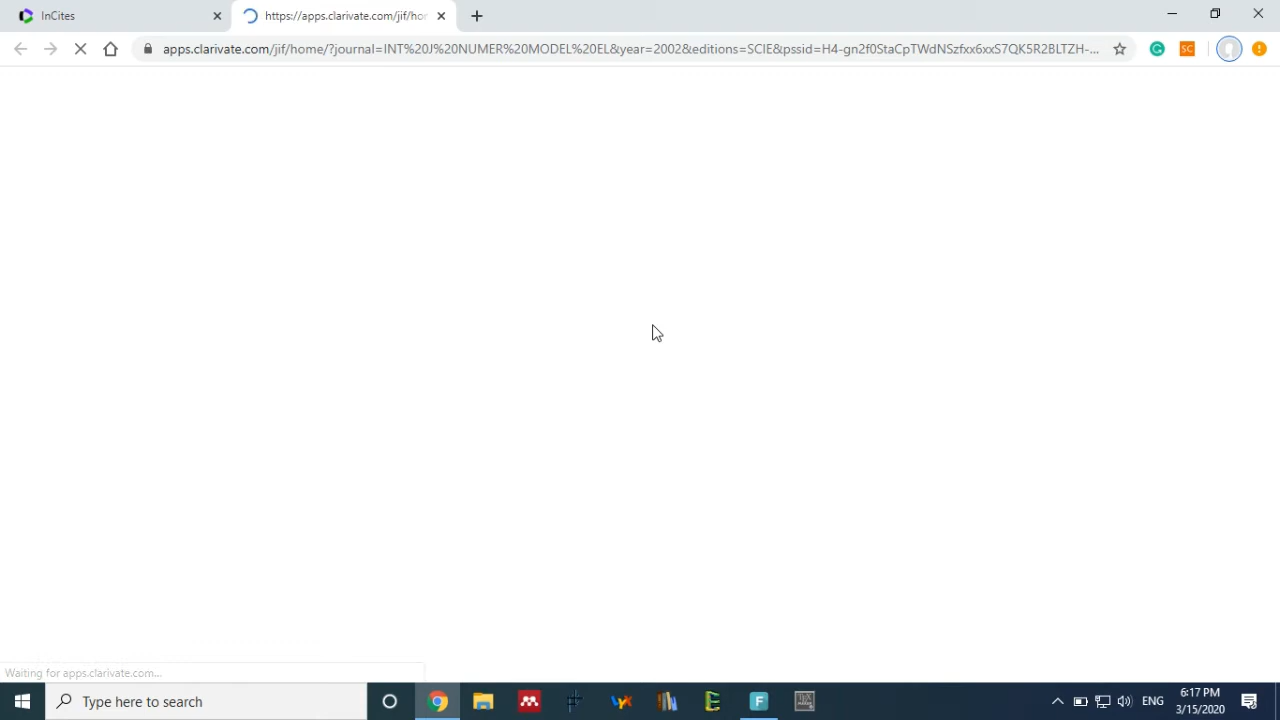 InCites
https://apps.clarivate.com/jif/hor
apps.clarivate.com/jif/home/?journal=INT%20J%20NUMER%20MODEL%20EL&year=2002&editions=SCIE&pssid=H4-gn2f0StaCpTWdNSzfxx6xxS7QK5R2BLTZH-...
SC
Waiting for apps.clarivate.com...
Type here to search
F
ENG
6:17 PM
3/15/2020